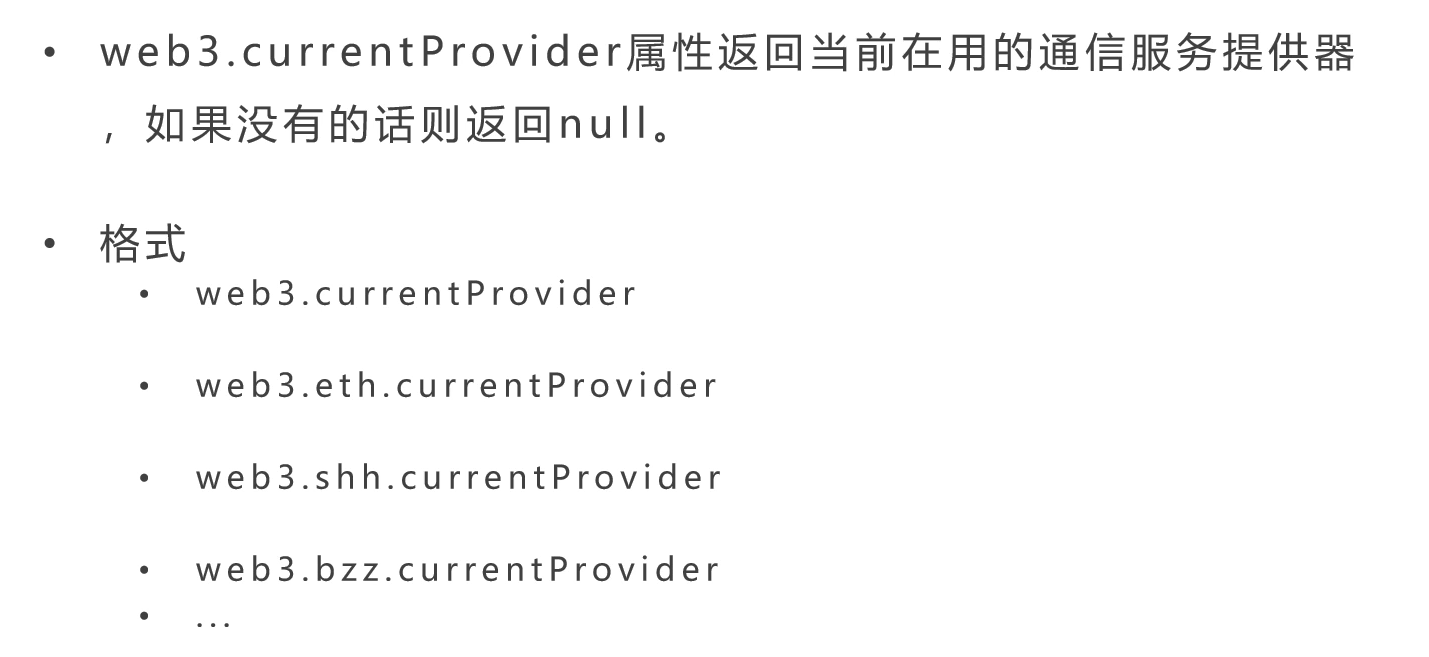 • web3.currentProvider属性返回当前在用的通信服务提供器
，如果没有的话则返回null。
• 格式
• web3.currentProvider
• web3.eth.currentProvider
• web3.shh.currentProvider
• web3.bzz.currentProvider
• ...